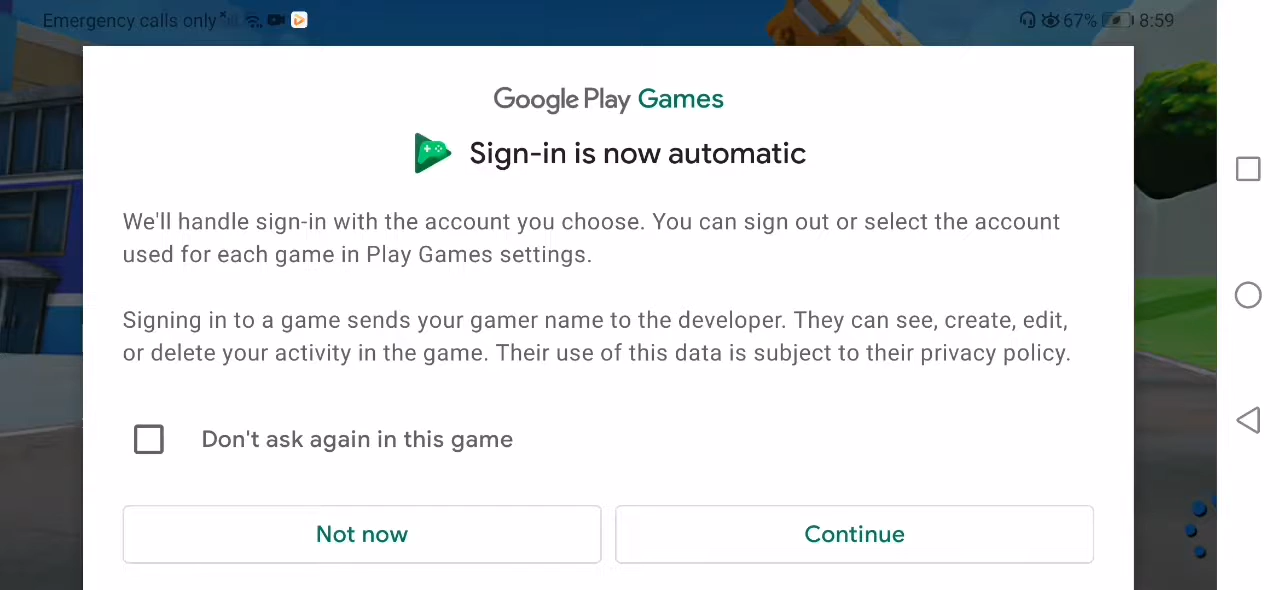 Emergency calls only
67% 8:59
Google Play Games
Sign-in is now automatic
We'll handle sign-in with the account you choose. You can sign out or select the account
used for each game in Play Games settings.
Signing in to a game sends your gamer name to the developer. They can see, create, edit,
or delete your activity in the game. Their use of this data is subject to their privacy policy.
Don't ask again in this game
Not now
Continue